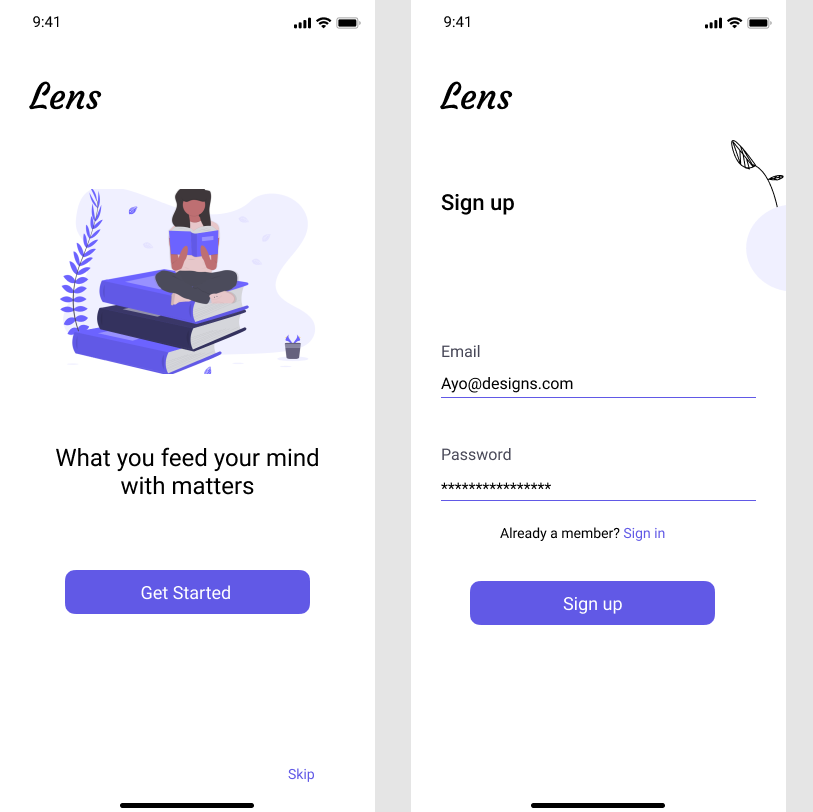 9:41
Lens
What you feed your mind
with matters
Get Started
Skip
9:41
Lens
Sign up
Email
Ayo@designs.com
Password
****************
Already a member? Sign in
Sign up